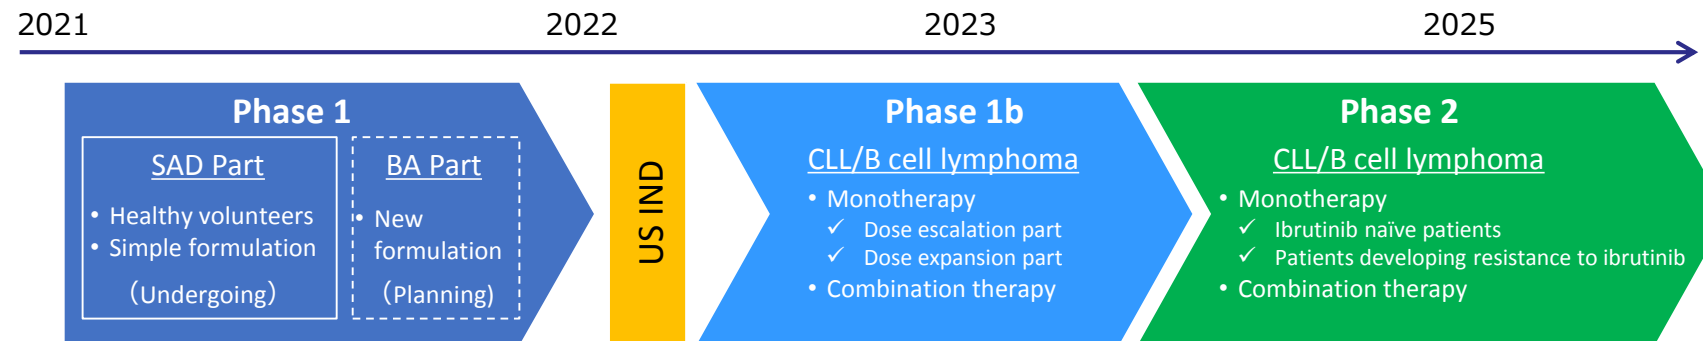 2021
2022
2023
2025
Phase 1
SAD Part
• Healthy volunteers
• Simple formulation
（Undergoing）
BA Part
• New
formulation
（Planning)
US IND
Phase 1b
CLL/B cell lymphoma
• Monotherapy
✓ Dose escalation part
✓ Dose expansion part
• Combination therapy
Phase 2
CLL/B cell lymphoma
• Monotherapy
✓ Ibrutinib naïve patients
✓ Patients developing resistance to ibrutinib
• Combination therapy